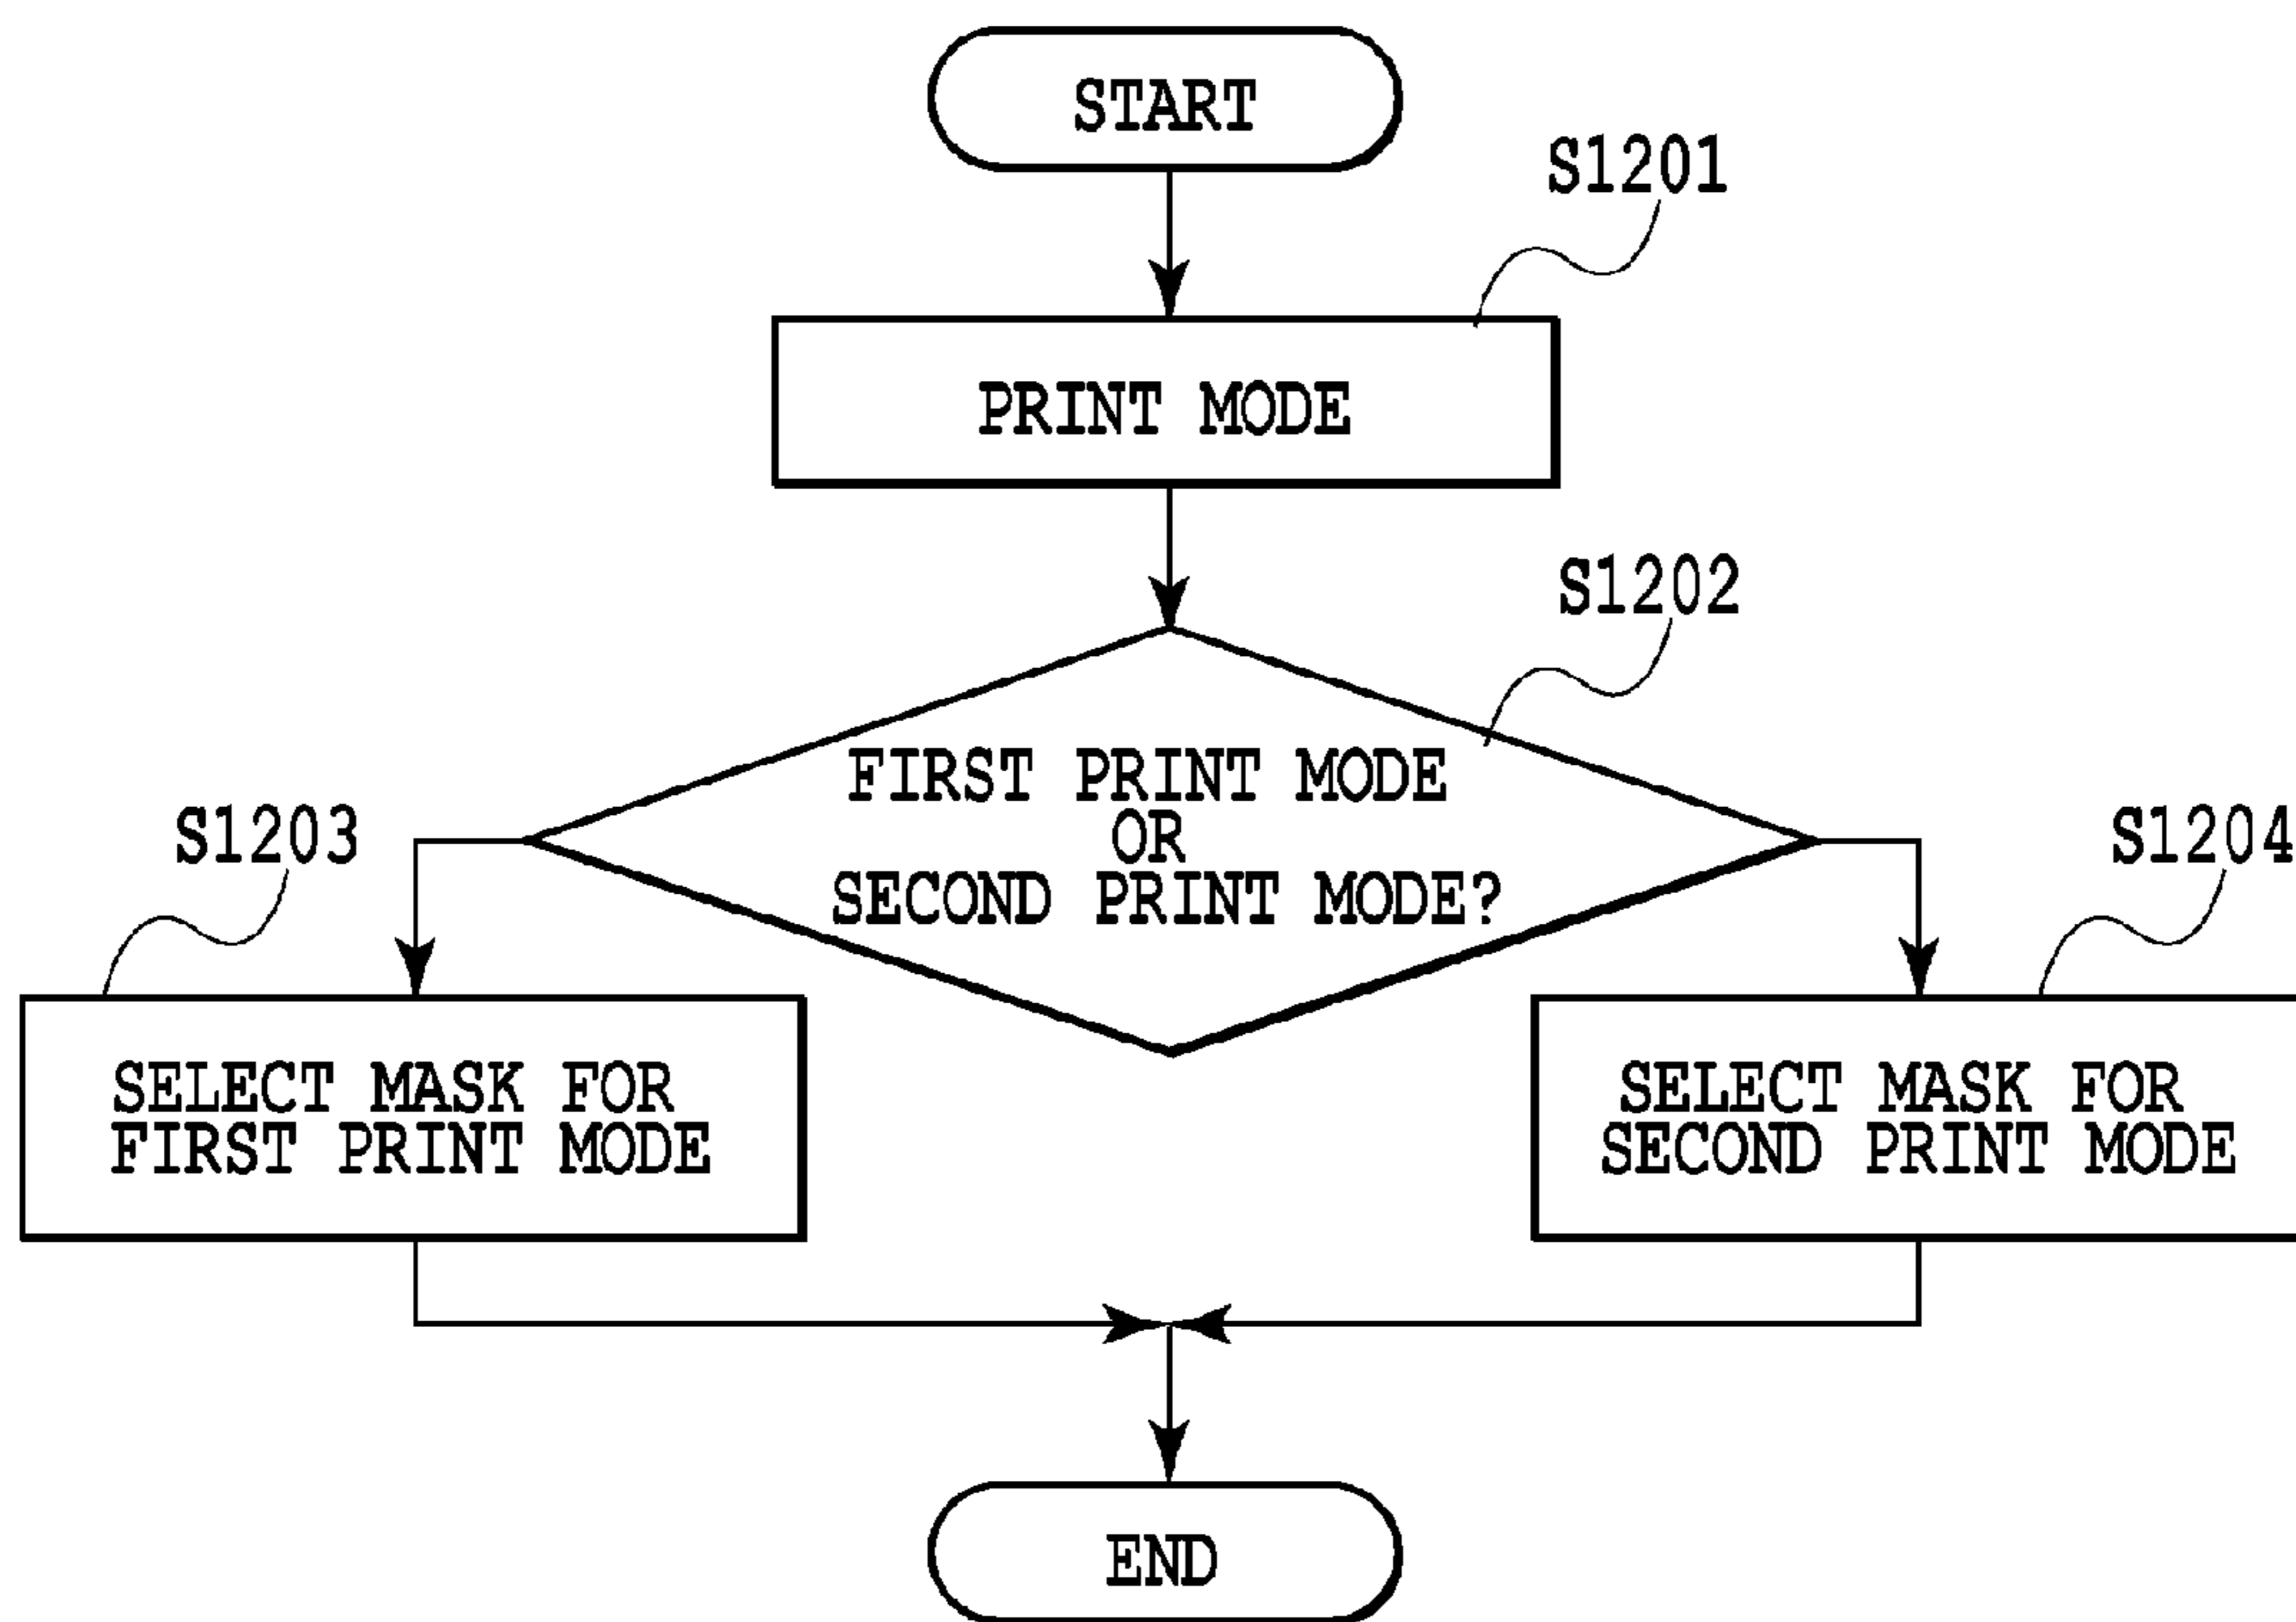 START
S1201
PRINT MODE
S1202
FIRST PRINT MODE
OR
SECOND PRINT MODE?
S1203
S1204
SELECT MASK FOR
FIRST PRINT MODE
SELECT MASK FOR
SECOND PRINT MODE
END